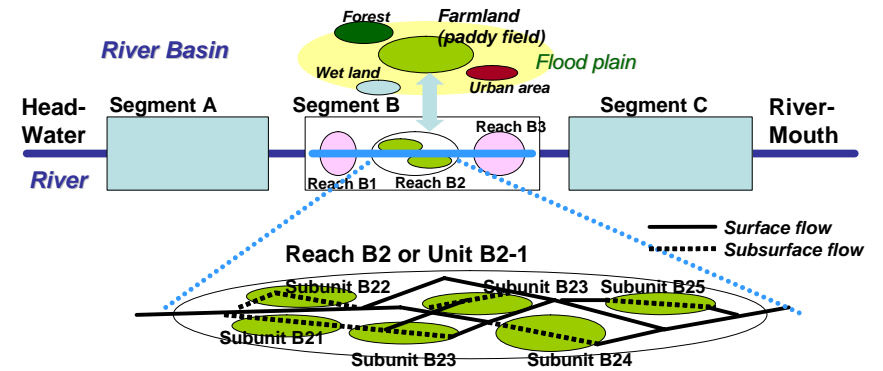 Forest
Farmland
(paddy field)
River Basin
Flood plain
Wet land
Urban area
Head-
Water
Segment A
Segment B
Segment C
River-
Mouth
Reach B3
River
Reach B1
Reach B2
Surface flow
Subsurface flow
Reach B2 or Unit B2-1
Subunit B22
Subunit B23
Subunit B25
Subunit B21
Subunit B23
Subunit B24